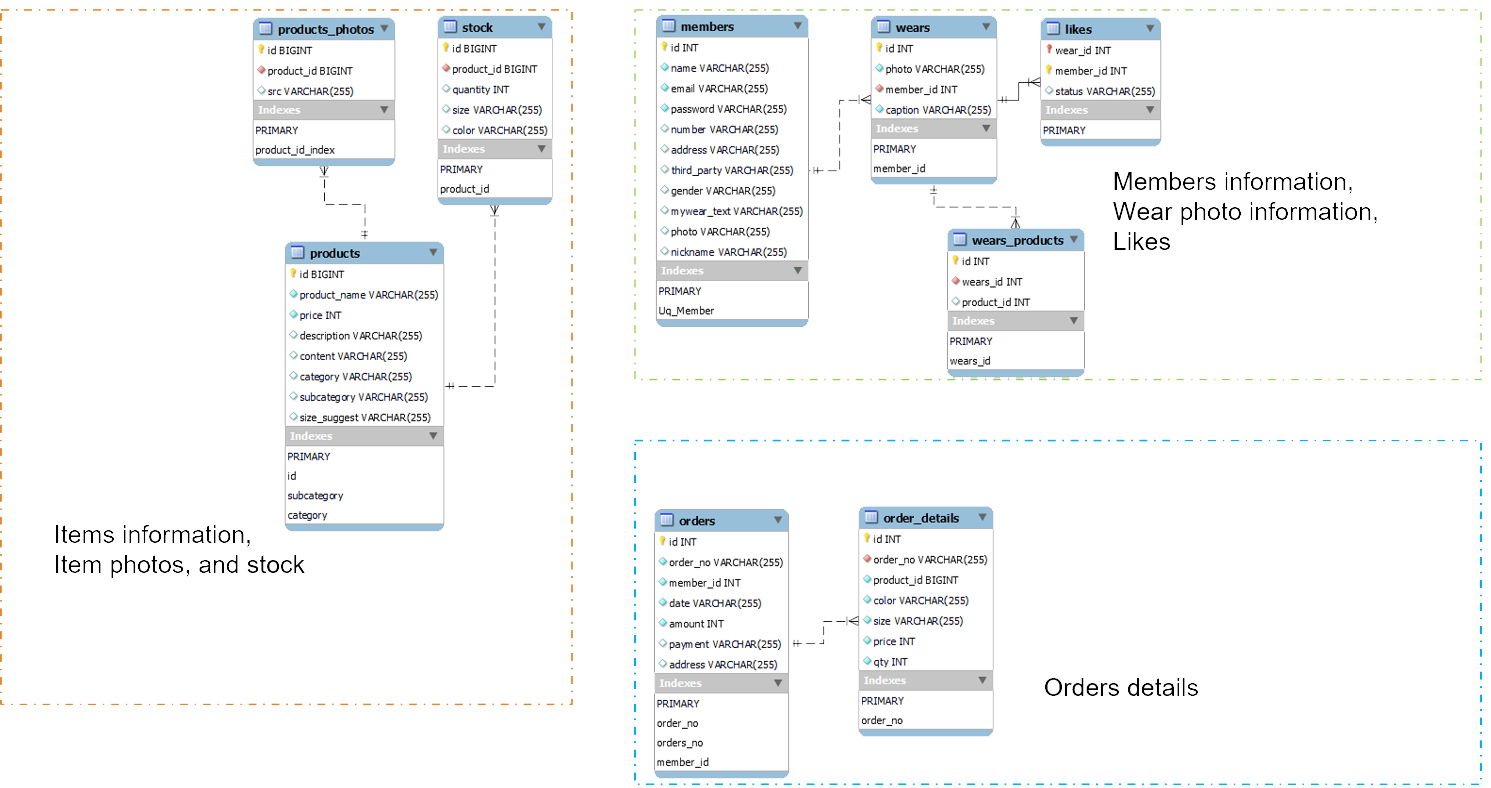 products_photos
id BIGINT
product_id BIGINT
src VARCHAR(255)
Indexes
PRIMARY
product_id_index
stock
id BIGINT
product_id BIGINT
quantity INT
size VARCHAR(255)
color VARCHAR(255)
Indexes
PRIMARY
product_id
products
id BIGINT
product_name VARCHAR(255)
price INT
description VARCHAR(255)
content VARCHAR(255)
category VARCHAR(255)
subcategory VARCHAR(255)
size_suggest VARCHAR(255)
Indexes
PRIMARY
id
subcategory
category
Items information,
Item photos, and stock
members
id INT
name VARCHAR(255)
email VARCHAR(255)
password VARCHAR(255)
number VARCHAR(255)
address VARCHAR(255)
third_party VARCHAR(255)
gender VARCHAR(255)
mywear_text VARCHAR(255)
photo VARCHAR(255)
nickname VARCHAR(255)
Indexes
PRIMARY
Uq_Member
wears
id INT
photo VARCHAR(255)
member_id INT
caption VARCHAR(255)
Indexes
PRIMARY
member_id
likes
wear_id INT
member_id INT
status VARCHAR(255)
Indexes
PRIMARY
Members information,
Wear photo information,
Likes
wears_products
id INT
wears_id INT
product_id INT
Indexes
PRIMARY
wears_id
orders
id INT
order_no VARCHAR(255)
member_id INT
date VARCHAR(255)
amount INT
payment VARCHAR(255)
address VARCHAR(255)
Indexes
PRIMARY
order_no
orders_no
member_id
order_details
id INT
order_no VARCHAR(255)
product_id BIGINT
color VARCHAR(255)
size VARCHAR(255)
price INT
qty INT
Indexes
PRIMARY
order_no
Orders details